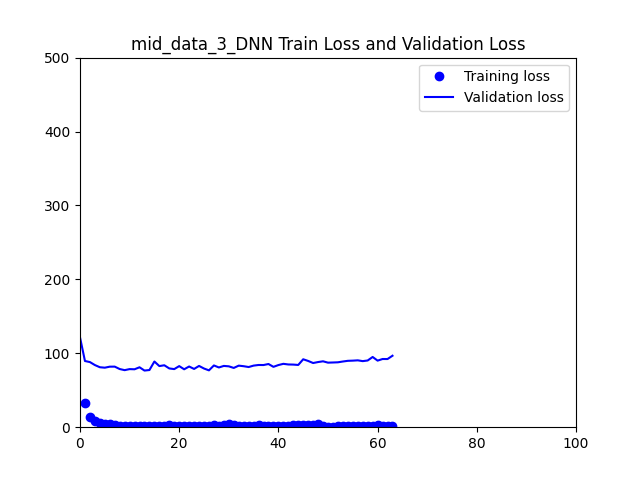 mid_data_3_DNN Train Loss and Validation Loss
500
400
300
200
100
0
Training loss
Validation loss
0 20 40 60 80 100